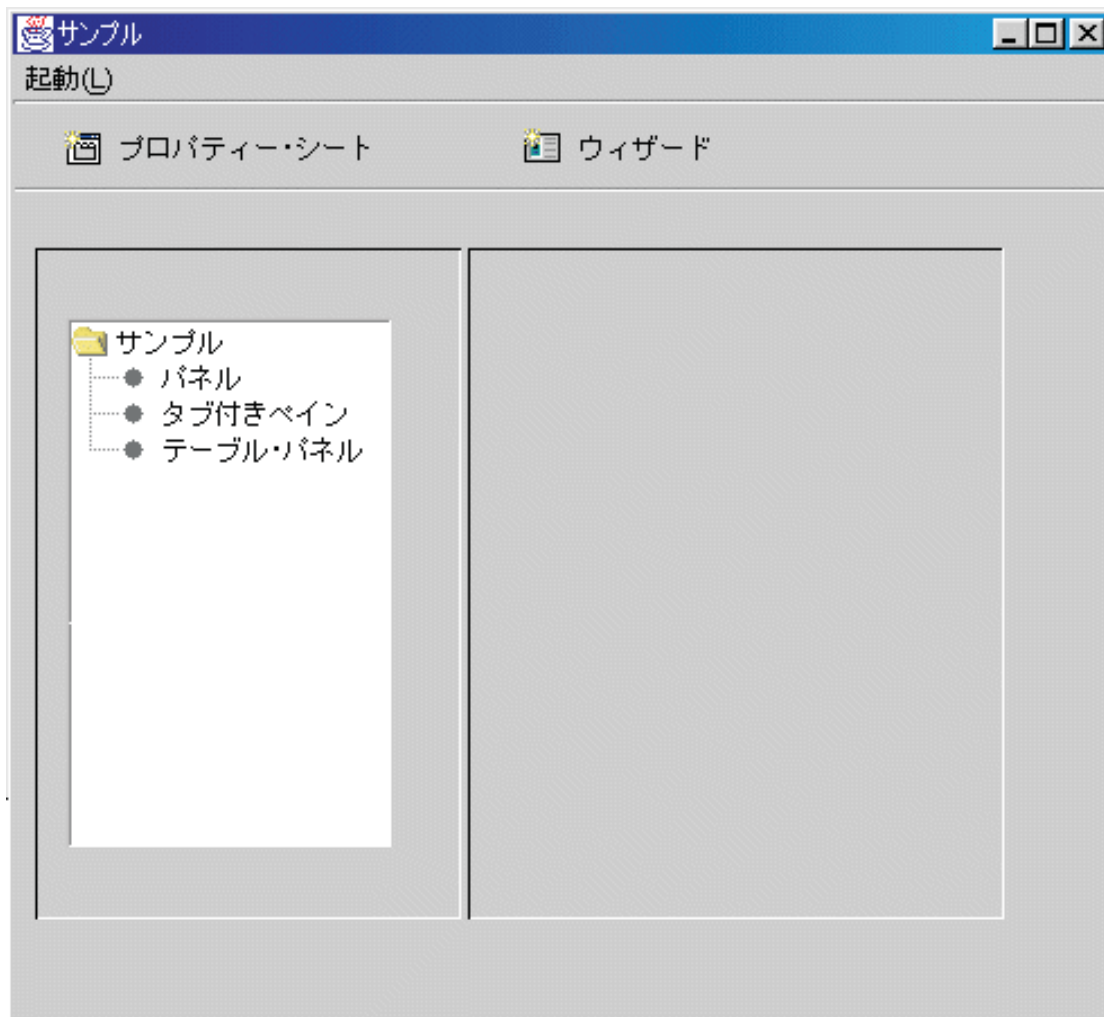 サンプル
起動(L)
プロパティー・シート ウィザード
サンプル
パネル
タブ付きペイン
テーブル・パネル